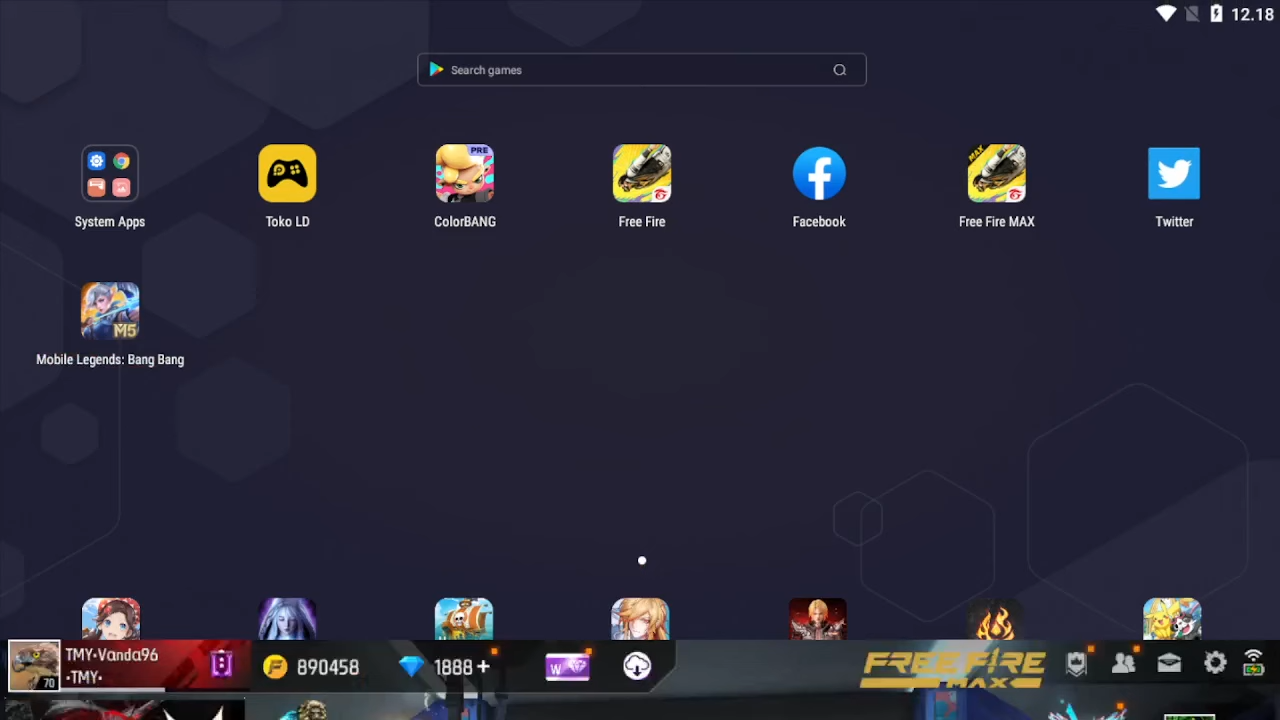 12.18
Search games
PRE
MAX
System Apps
Toko LD
ColorBANG
Free Fire
Facebook
Free Fire MAX
Twitter
M5
Mobile Legends: Bang Bang
TMY•Vanda96
•TMY•
70
890458
1888+
W
FREE FIRE
MAX